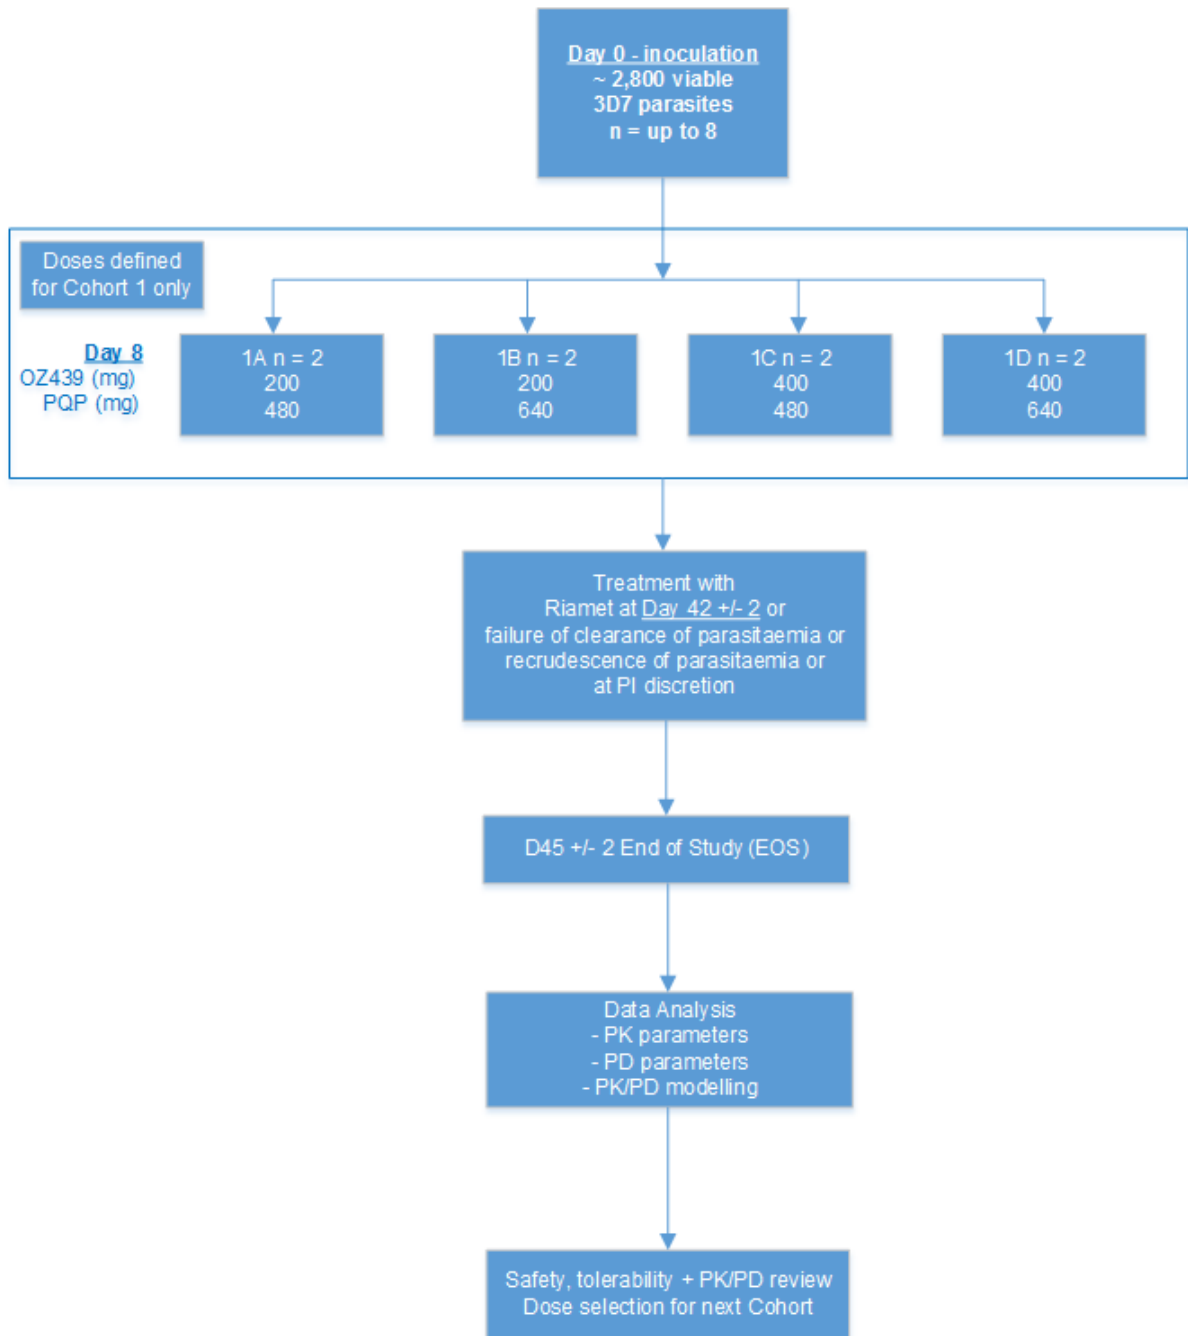 Day 0 - inoculation
~ 2,800 viable
3D7 parasites
n = up to 8
Doses defined
for Cohort 1 only
Day 8
OZ439 (mg)
PQP (mg)
1A n = 2
200
480
1B n = 2
200
640
1C n = 2
400
480
1D n = 2
400
640
Treatment with
Riamet at Day 42 +/- 2 or
failure of clearance of parasitaemia or
recrudescence of parasitaemia or
at PI discretion
D45 +/- 2 End of Study (EOS)
Data Analysis
- PK parameters
- PD parameters
- PK/PD modelling
Safety, tolerability + PK/PD review
Dose selection for next Cohort